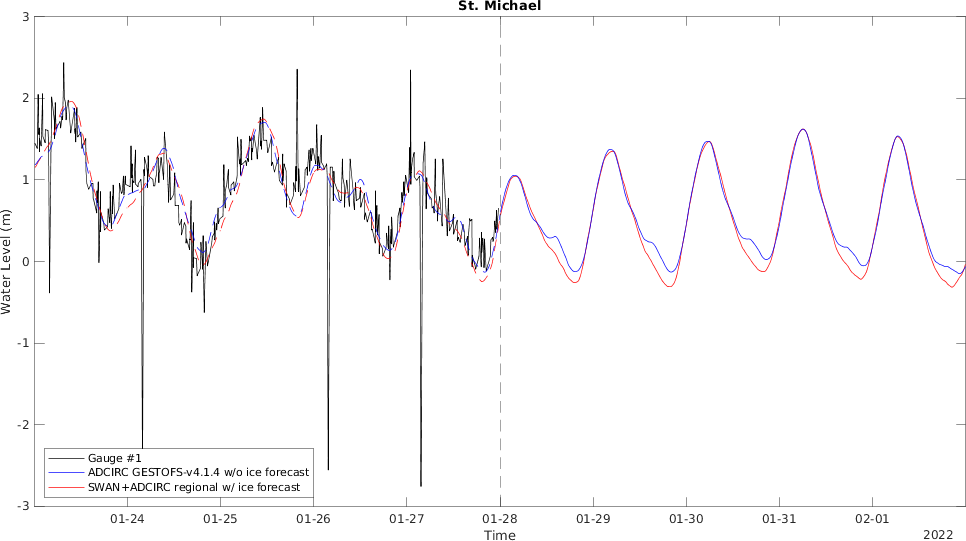 St. Michael
3
2
1
0
-1
-2
-3
Water Level (m)
Gauge #1
ADCIRC GESTOFS-v4.1.4 w/o ice forecast
SWAN+ADCIRC regional w/ ice forecast
01-24 01-25 01-26 01-27 01-28 01-29 01-30 01-31 02-01
Time
2022